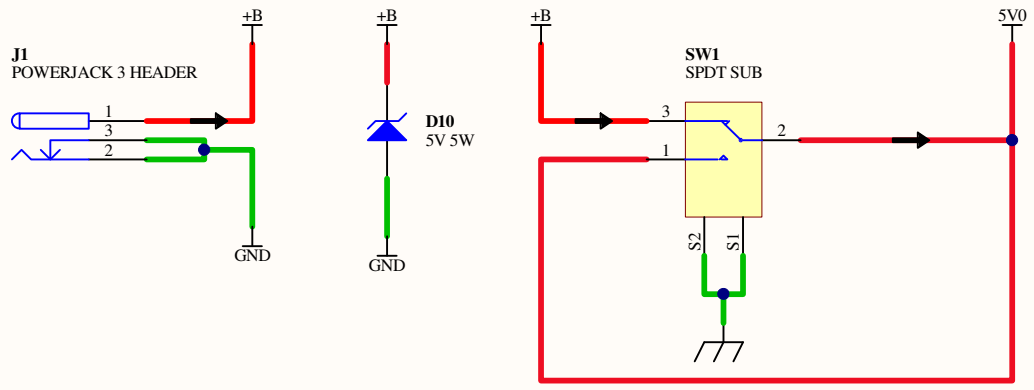 +B
+B
+B
5V0
J1
POWERJACK 3 HEADER
SW1
SPDT SUB
1
3
2
D10
5V 5W
3
1
2
S2
S1
GND
GND